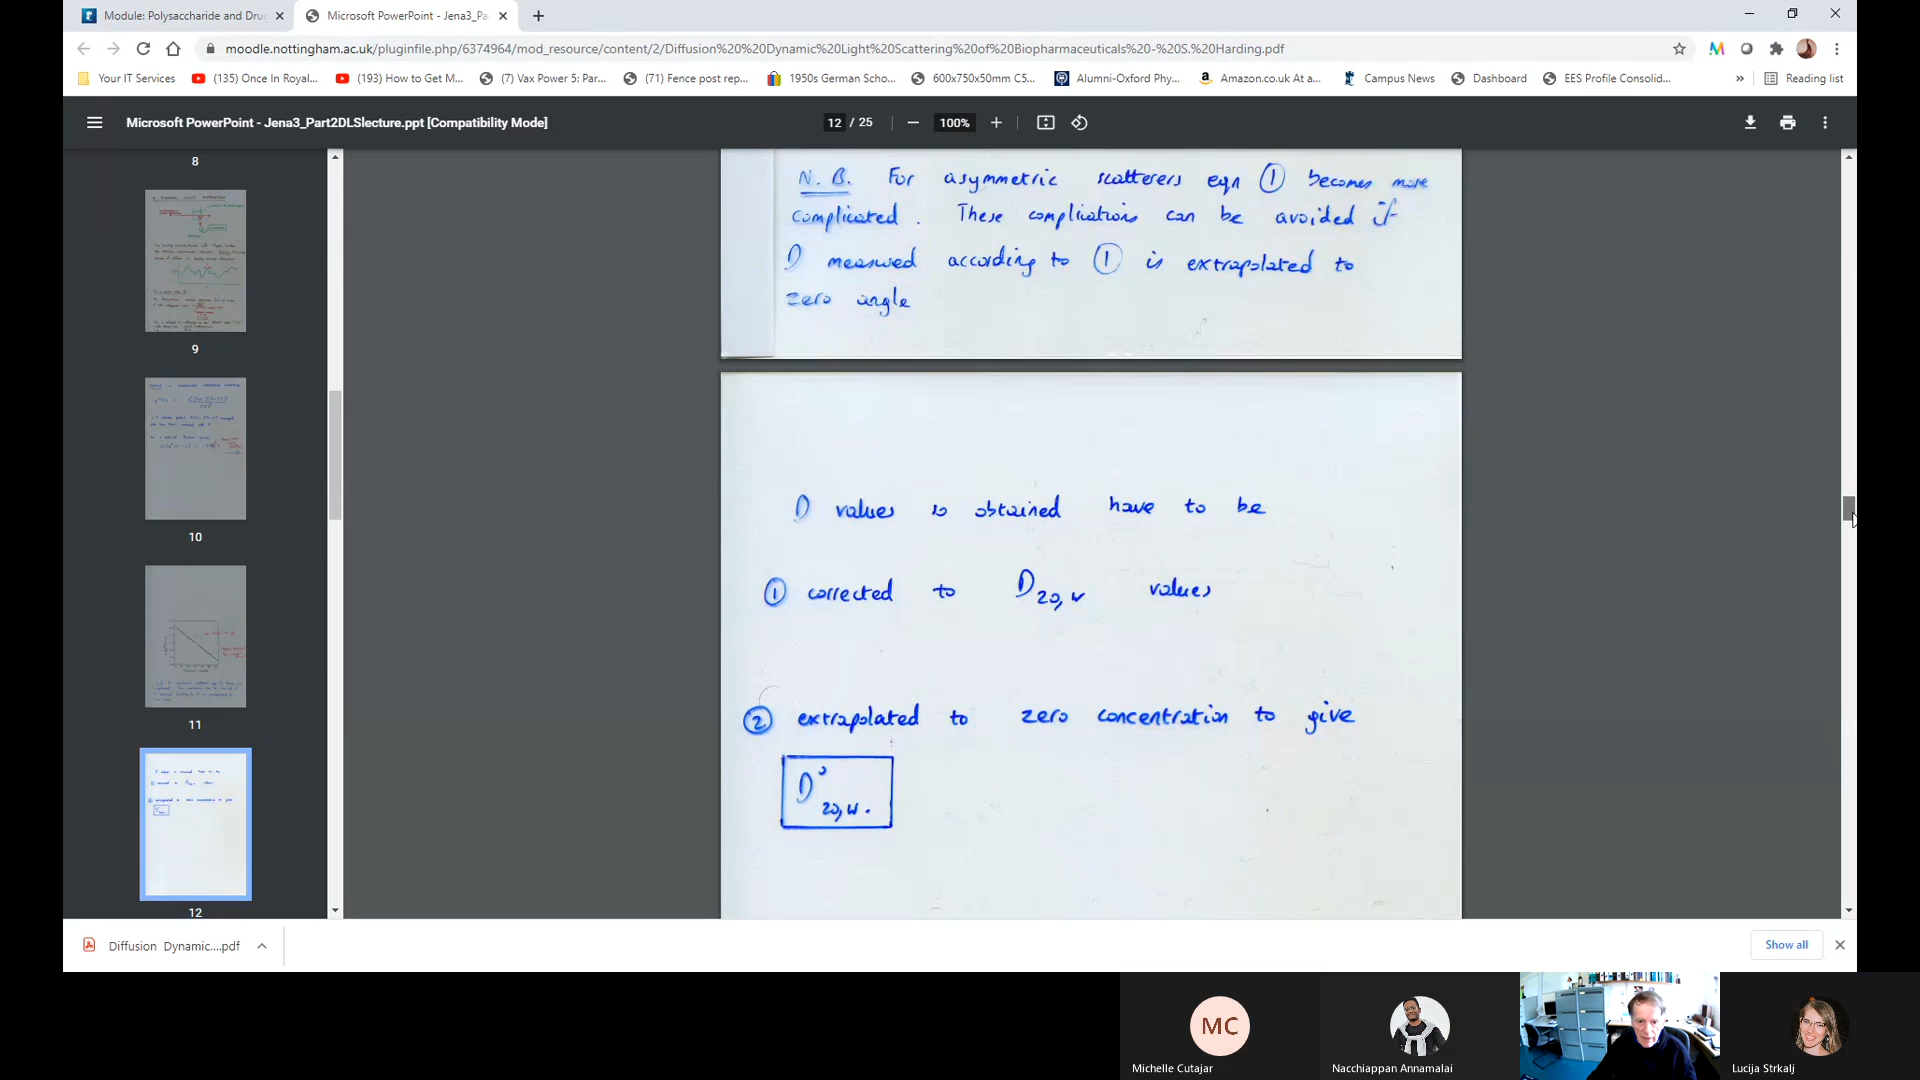 Module: Polysaccharide and Dru
Microsoft PowerPoint - Jena3_Pa
moodle.nottingham.ac.uk/pluginfile.php/6374964/mod_resource/content/2/Diffusion%20%20Dynamic%20Light%20Scattering%20of%20Biopharmaceuticals%20-%20S.%20Harding.pdf
Your IT Services
(135) Once In Royal...
(193) How to Get M...
(7) Vax Power 5: Par...
(71) Fence post rep...
1950s German Scho...
600x750x50mm C5...
Alumni-Oxford Phy...
Amazon.co.uk At a...
Campus News
Dashboard
EES Profile Consolid...
»
Reading list
Microsoft PowerPoint - Jena3_Part2DLSlecture.ppt [Compatibility Mode]
12 / 25
100%
8
9
10
11
12
N.B. For asymmetric scatterers eqn ① becomes more
complicated. These complications can be avoided if
D measured according to ① is extrapolated to
zero angle
D values so obtained have to be
① corrected to D20,w values
② extrapolated to zero concentration to give
D°20,w.
Diffusion Dynamic....pdf
Show all
MC
Michelle Cutajar
Nacchiappan Annamalai
Lucija Strkalj